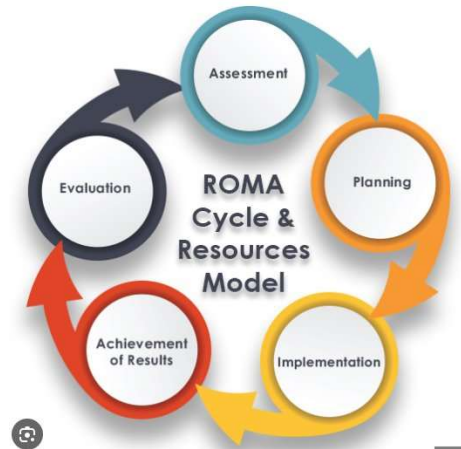 Assessment
Planning
Implementation
Achievement
of Results
Evaluation
ROMA
Cycle &
Resources
Model